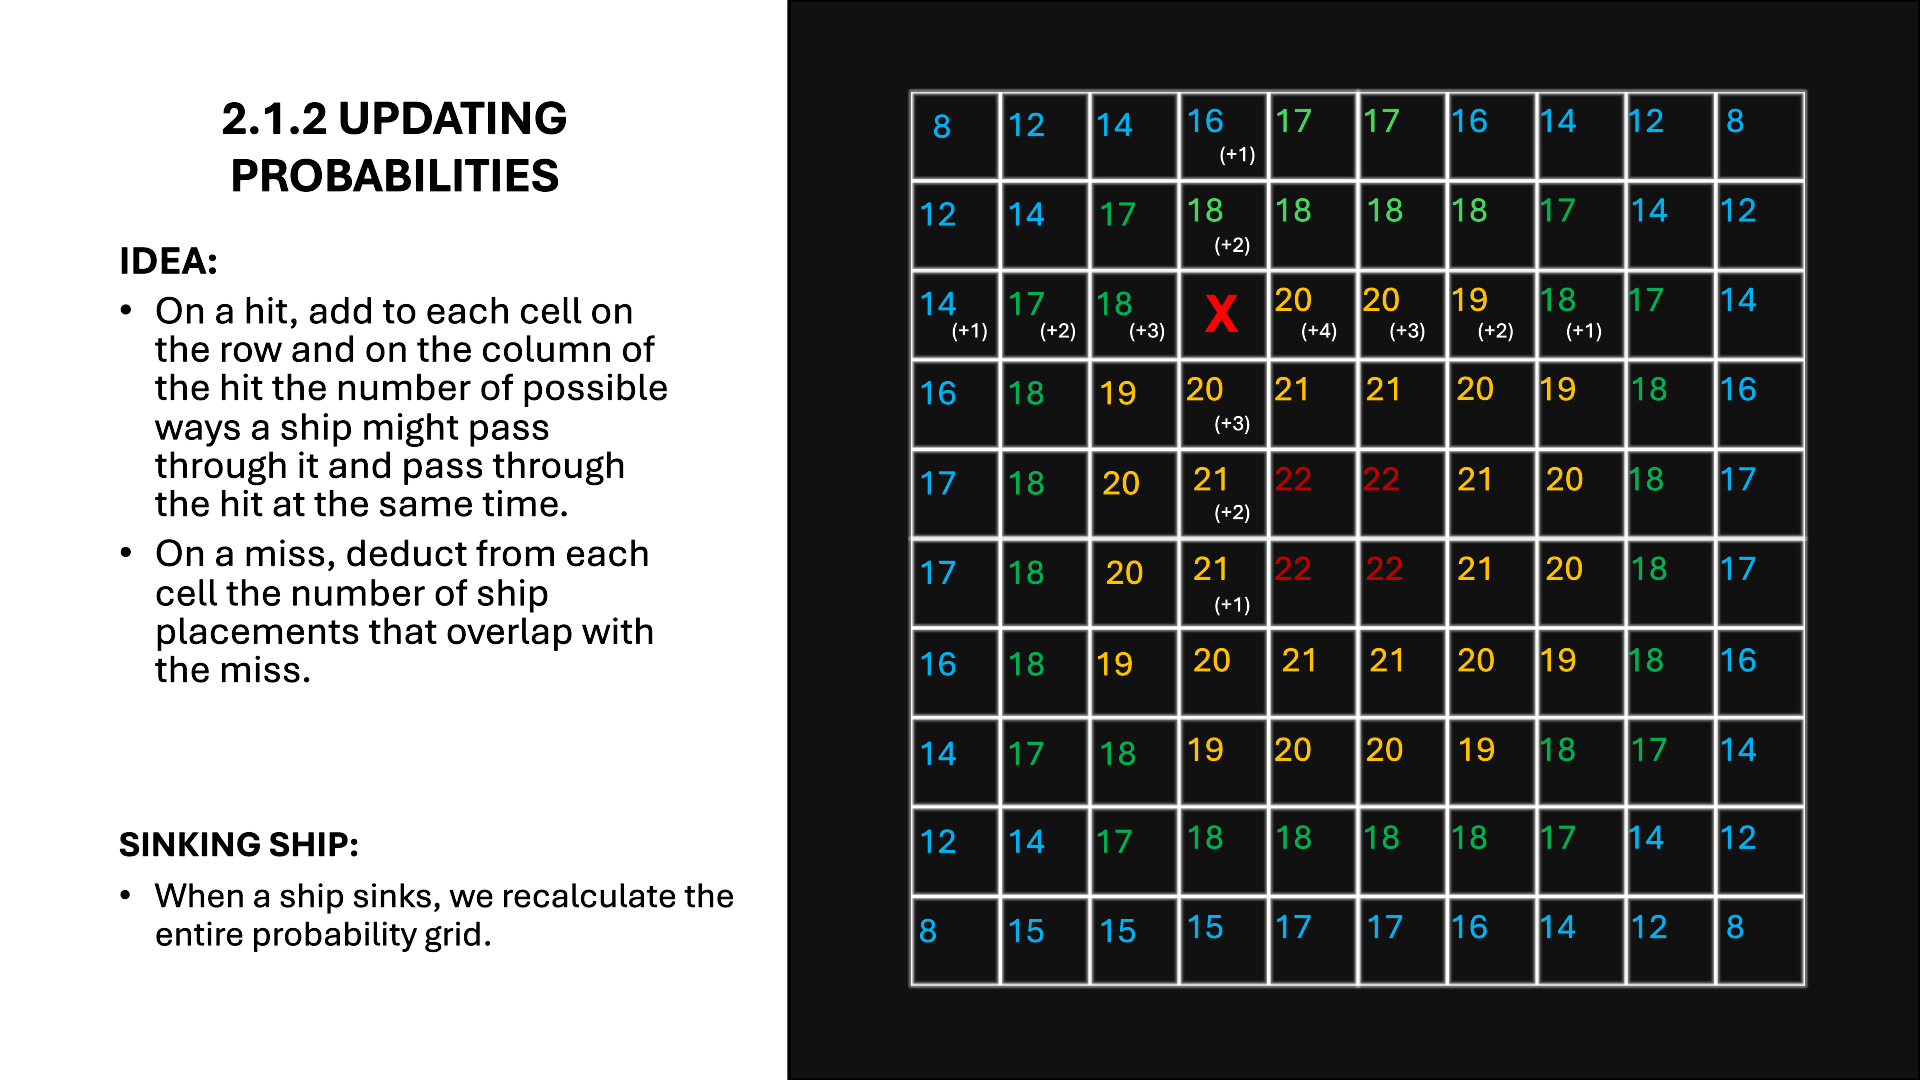 2.1.2 UPDATING
PROBABILITIES
IDEA:
• On a hit, add to each cell on
the row and on the column of
the hit the number of possible
ways a ship might pass
through it and pass through
the hit at the same time.
• On a miss, deduct from each
cell the number of ship
placements that overlap with
the miss.
SINKING SHIP:
• When a ship sinks, we recalculate the
entire probability grid.
8 12 14 16 17 17 16 14 12 8
(+1)
12 14 17 18 18 18 18 17 14 12
(+2)
14 17 18 X 20 20 19 18 17 14
(+1) (+2) (+3) (+4) (+3) (+2) (+1)
16 18 19 20 21 21 20 19 18 16
(+3)
17 18 20 21 22 22 21 20 18 17
(+2)
17 18 20 21 22 22 21 20 18 17
(+1)
16 18 19 20 21 21 20 19 18 16
14 17 18 19 20 20 19 18 17 14
12 14 17 18 18 18 18 17 14 12
8 15 15 15 17 17 16 14 12 8